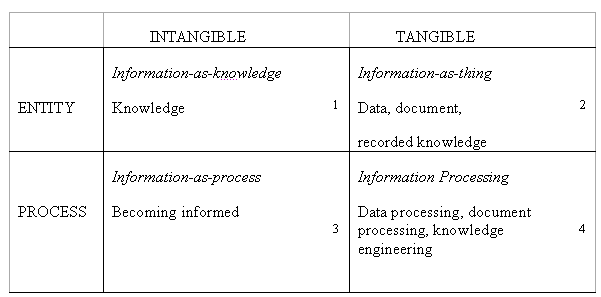 INTANGIBLE TANGIBLE
Information-as-knowledge Information-as-thing
ENTITY Knowledge 1 Data, document, 2
recorded knowledge
Information-as-process Information Processing
PROCESS Becoming informed Data processing, document
3 processing, knowledge 4
engineering